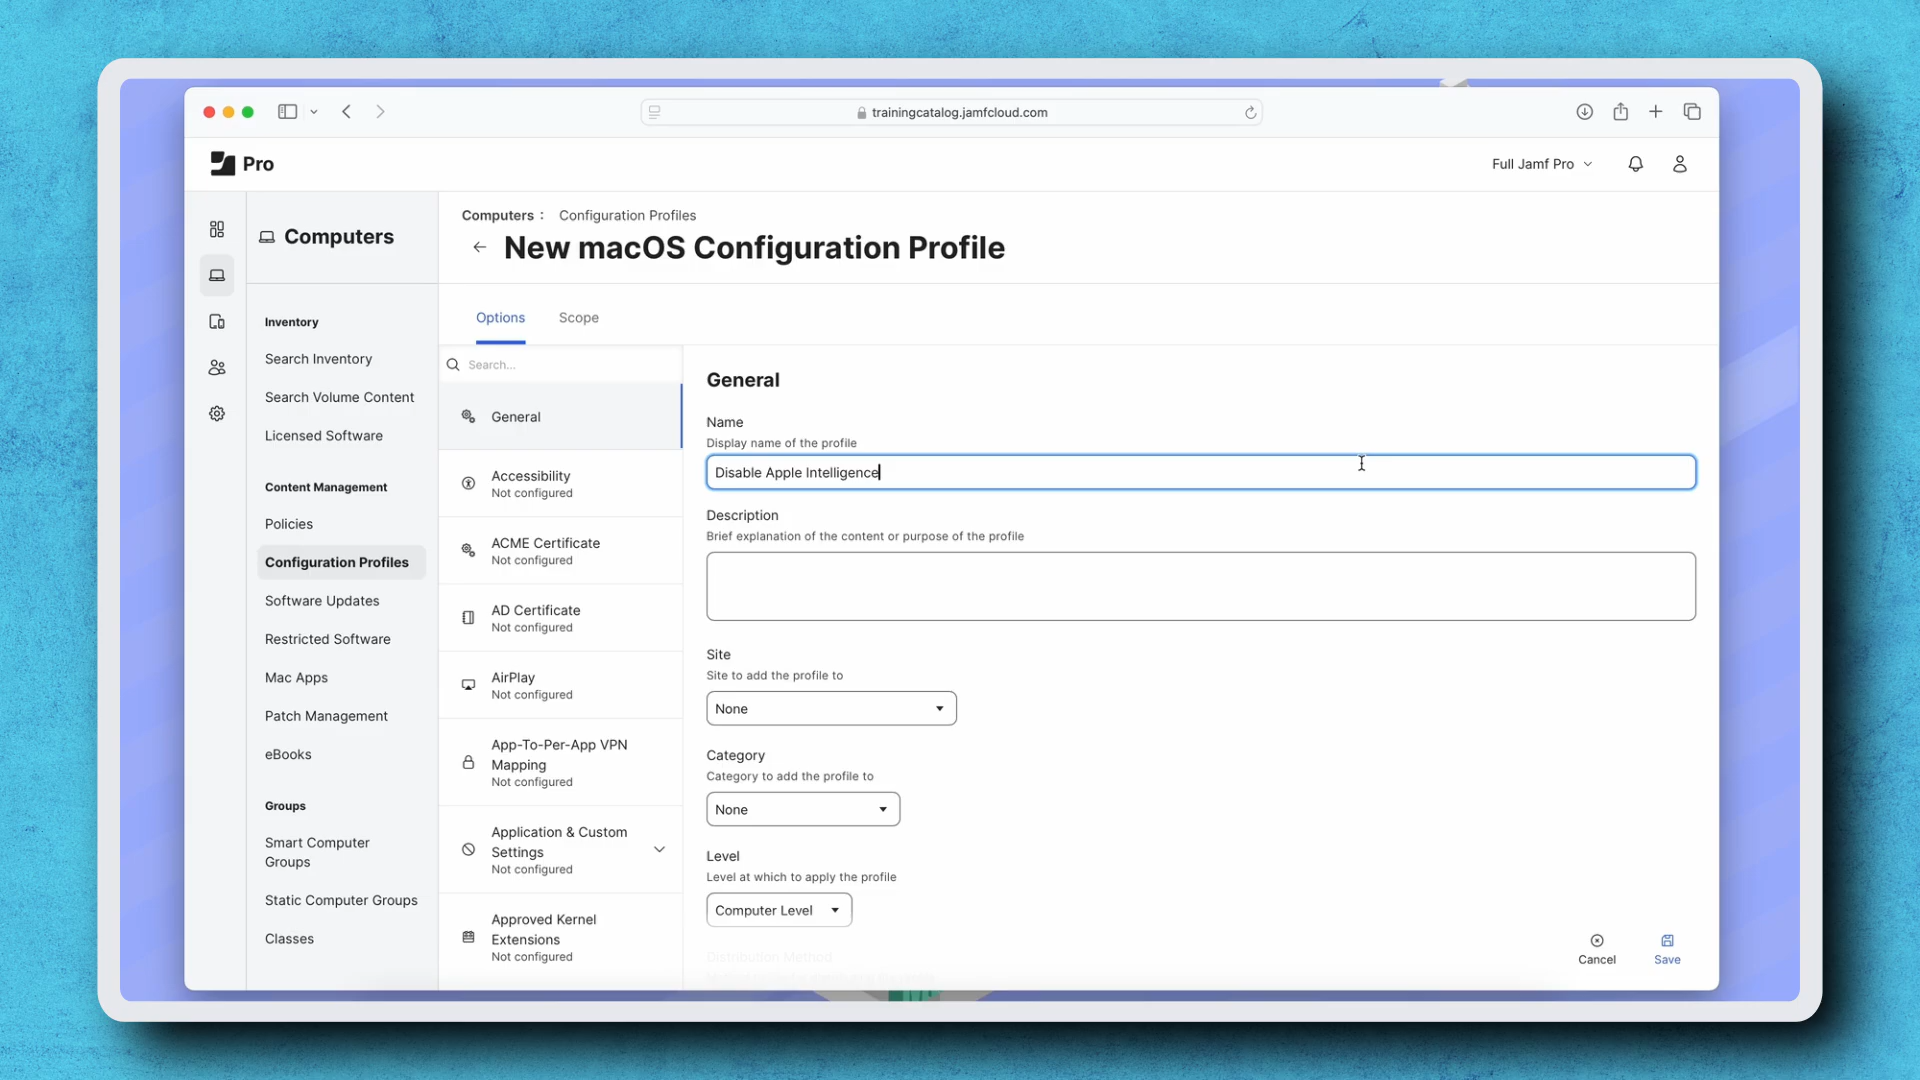 trainingcatalog.jamfcloud.com
Pro
Full Jamf Pro
Computers
Inventory
Search Inventory
Search Volume Content
Licensed Software
Content Management
Policies
Configuration Profiles
Software Updates
Restricted Software
Mac Apps
Patch Management
eBooks
Groups
Smart Computer
Groups
Static Computer Groups
Classes
Computers : Configuration Profiles
New macOS Configuration Profile
Options Scope
Search...
General
Accessibility
Not configured
ACME Certificate
Not configured
AD Certificate
Not configured
AirPlay
Not configured
App-To-Per-App VPN
Mapping
Not configured
Application & Custom
Settings
Not configured
Approved Kernel
Extensions
Not configured
General
Name
Display name of the profile
Disable Apple Intelligence
Description
Brief explanation of the content or purpose of the profile
Site
Site to add the profile to
None
Category
Category to add the profile to
None
Level
Level at which to apply the profile
Computer Level
Distribution Method
Cancel
Save